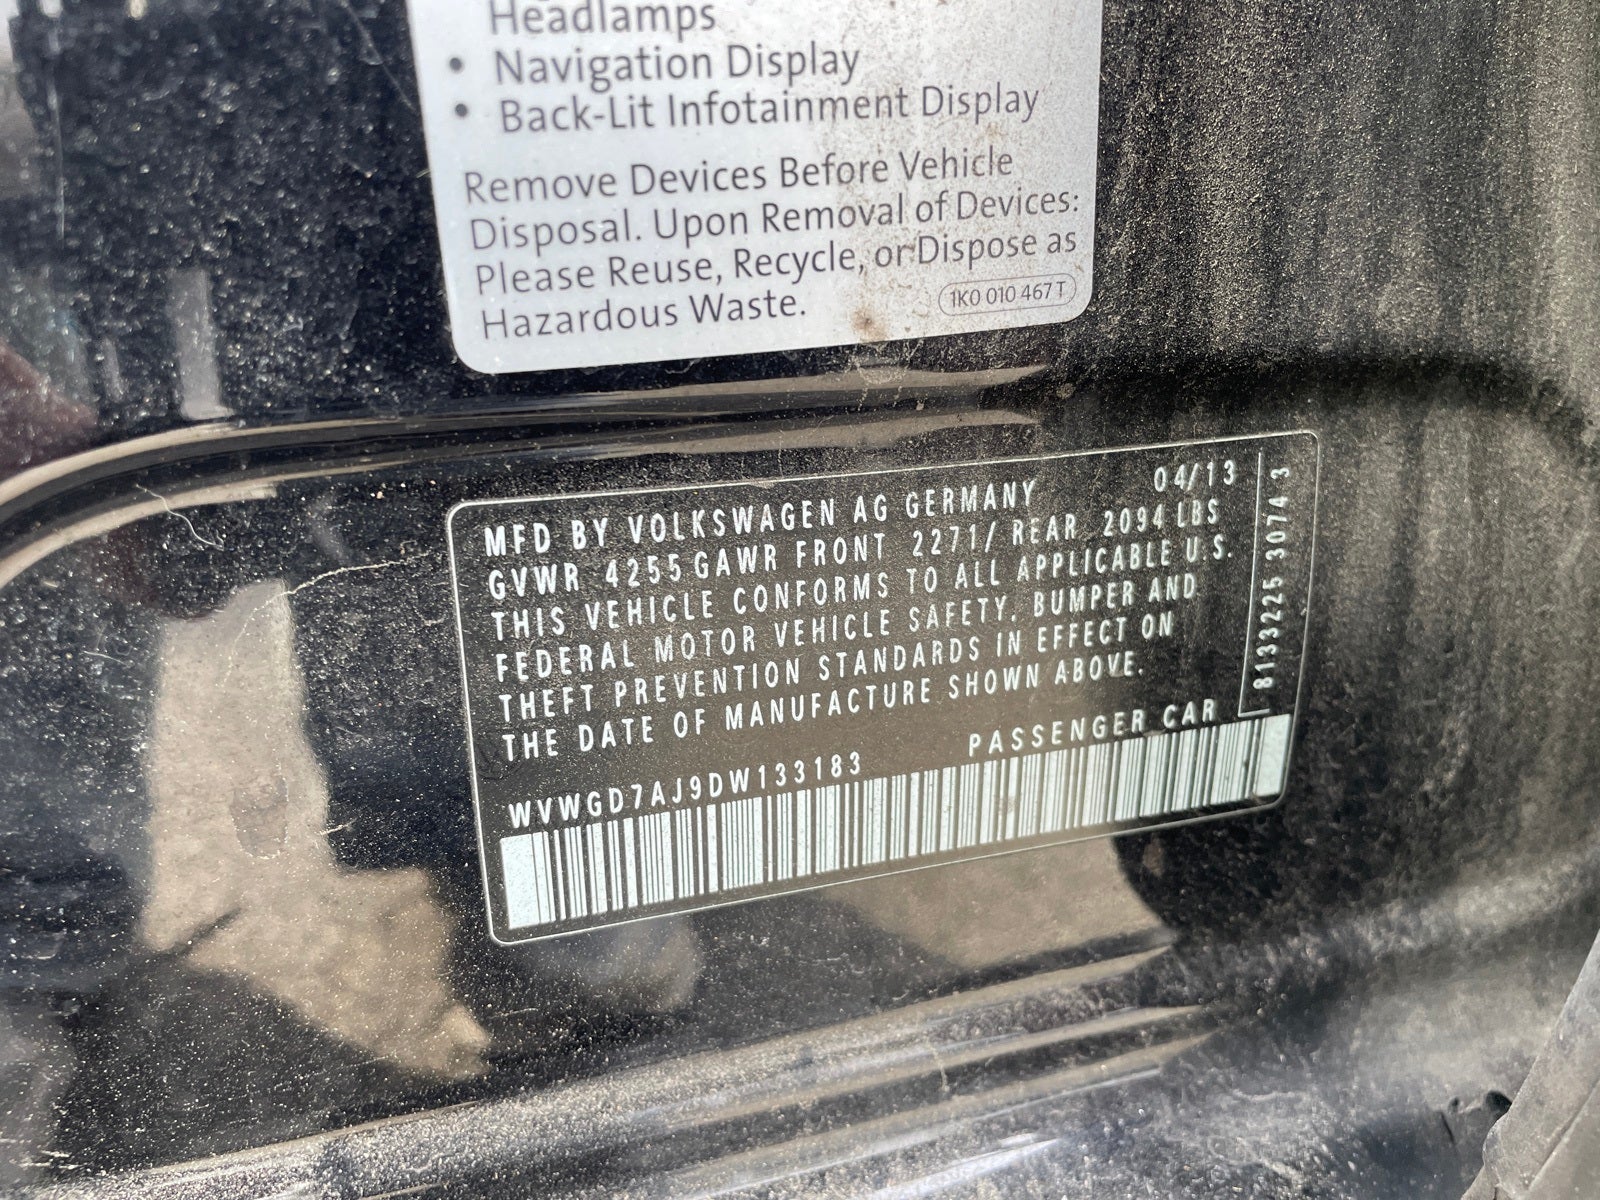 Headlamps
• Navigation Display
• Back-Lit Infotainment Display
Remove Devices Before Vehicle
Disposal. Upon Removal of Devices:
Please Reuse, Recycle, or Dispose as
Hazardous Waste.
1K0 010 467 T
MFD BY VOLKSWAGEN AG GERMANY 04/13
GVWR 4255 GAWR FRONT 2271/ REAR 2094 LBS
THIS VEHICLE CONFORMS TO ALL APPLICABLE U.S.
FEDERAL MOTOR VEHICLE SAFETY, BUMPER AND
THEFT PREVENTION STANDARDS IN EFFECT ON
THE DATE OF MANUFACTURE SHOWN ABOVE.
WVWGD7AJ9DW133183 PASSENGER CAR
8133225 3074 3